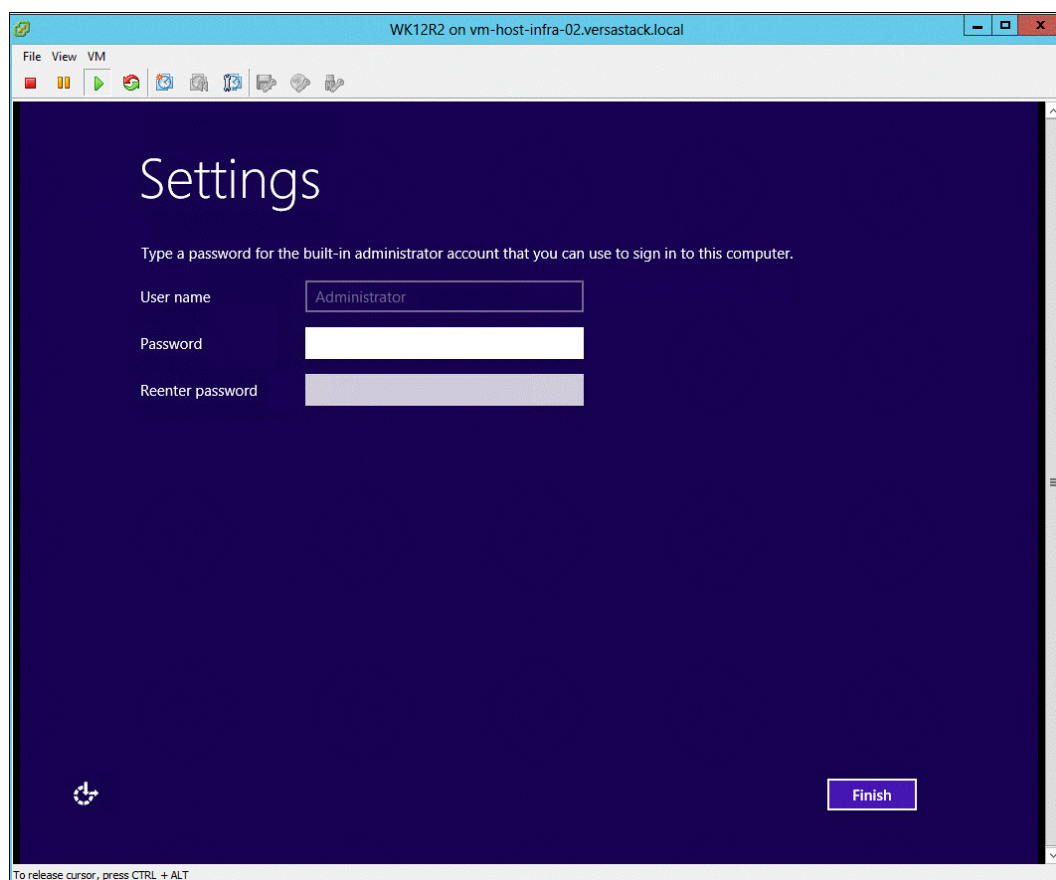 WK12R2 on vm-host-infra-02.versastack.local
File View VM
Settings
Type a password for the built-in administrator account that you can use to sign in to this computer.
User name Administrator
Password
Reenter password
Finish
To release cursor, press CTRL + ALT